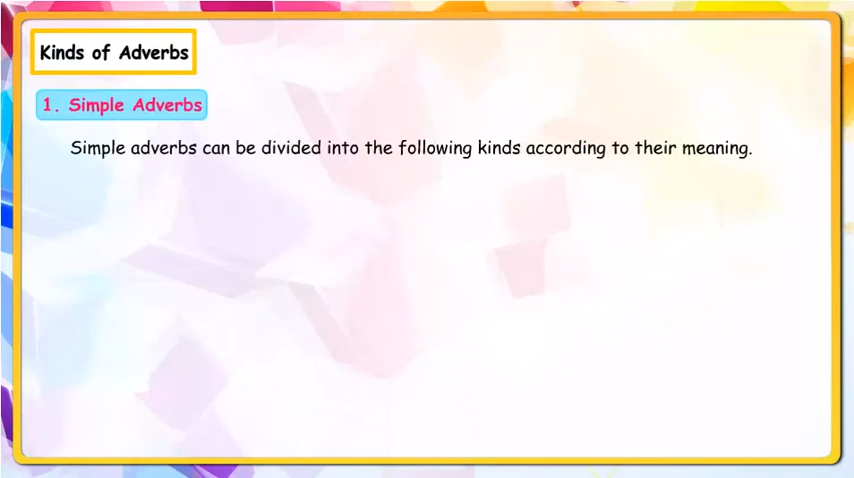 Kinds of Adverbs
1. Simple Adverbs
Simple adverbs can be divided into the following kinds according to their meaning.